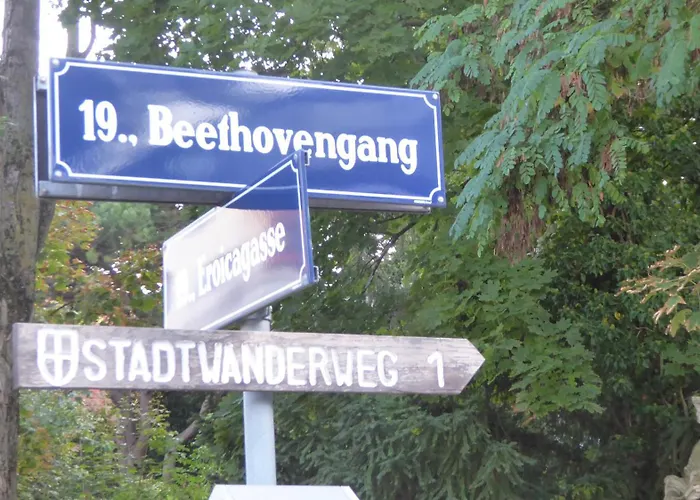 19., Beethovengang
19., Eroicagasse
STADTWANDERWEG 1